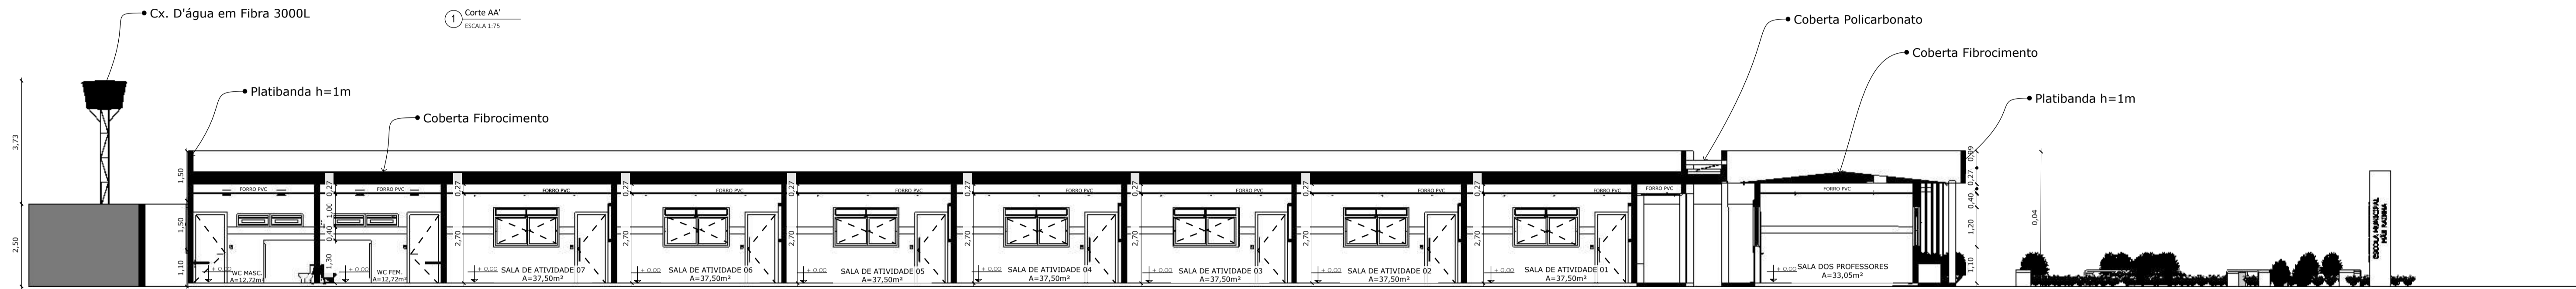 Cx. D'água em Fibra 3000L
1
Corte AA'
ESCALA 1:75
Coberta Policarbonato
Coberta Fibrocimento
Platibanda h=1m
Coberta Fibrocimento
Platibanda h=1m
3,73
2,50
1,50
1,50
1,10
FORRO PVC
0,27
FORRO PVC
0,27
FORRO PVC
0,27
FORRO PVC
0,27
FORRO PVC
0,27
FORRO PVC
0,27
FORRO PVC
0,27
FORRO PVC
0,27
FORRO PVC
FORRO PVC
FORRO PVC
0,40
1,30
2,70
2,70
2,70
2,70
2,70
2,70
2,70
0,99
0,27
0,40
1,20
1,10
0,04
+ 0.00
WC MASC.
A=12,72m²
+ 0.00
WC FEM.
A=12,72m²
+ 0.00
SALA DE ATIVIDADE 07
A=37,50m²
+ 0.00
SALA DE ATIVIDADE 06
A=37,50m²
+ 0.00
SALA DE ATIVIDADE 05
A=37,50m²
+ 0.00
SALA DE ATIVIDADE 04
A=37,50m²
+ 0.00
SALA DE ATIVIDADE 03
A=37,50m²
+ 0.00
SALA DE ATIVIDADE 02
A=37,50m²
+ 0.00
SALA DE ATIVIDADE 01
A=37,50m²
+ 0.00
SALA DOS PROFESSORES
A=33,05m²
ESCOLA MUNICIPAL
MÃE RAINHA